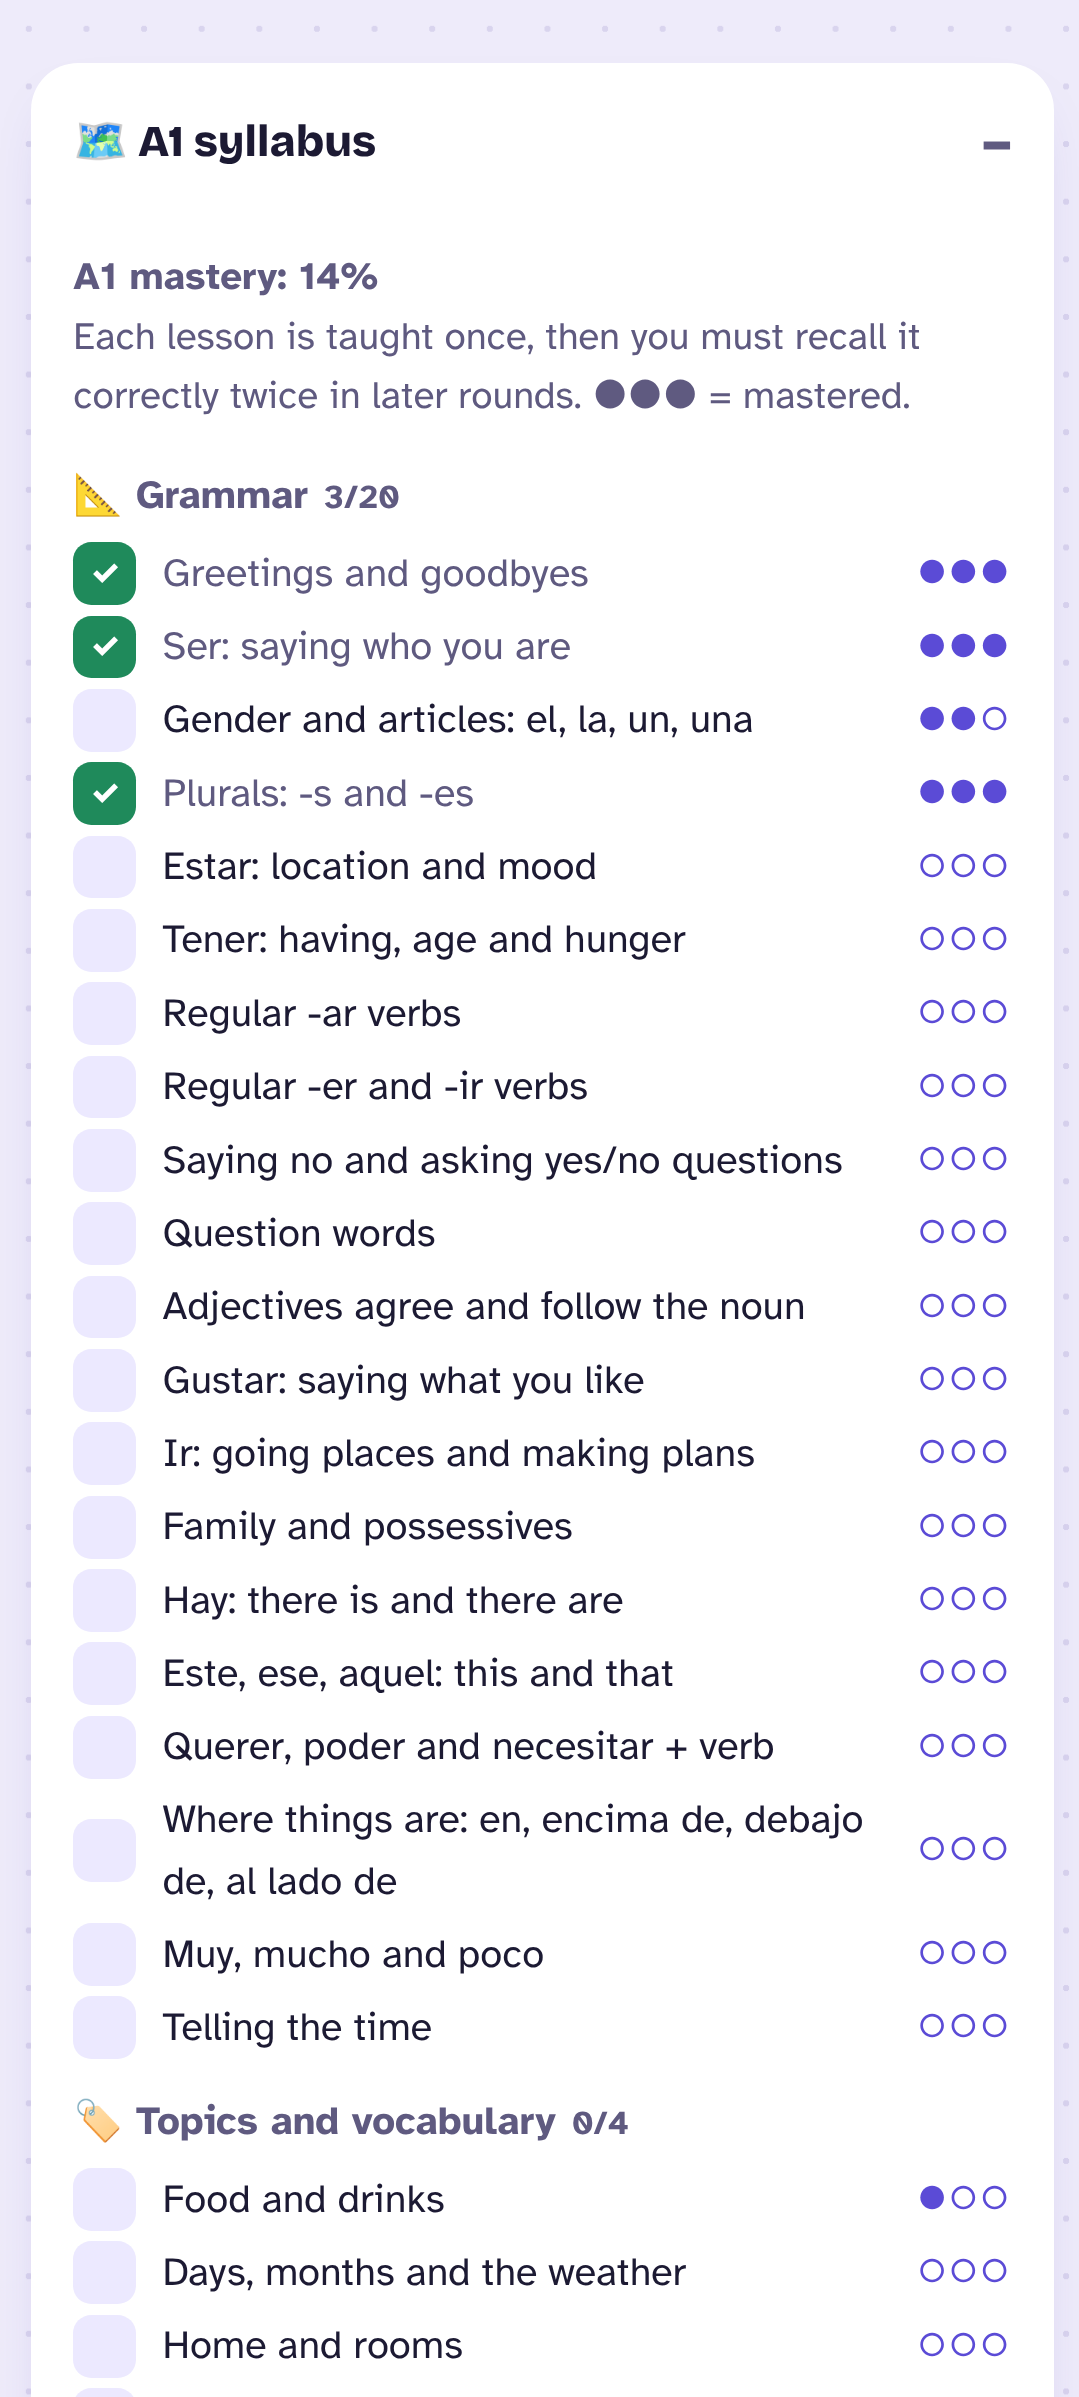 A1 syllabus
A1 mastery: 14%
Each lesson is taught once, then you must recall it
correctly twice in later rounds. ●●● = mastered.
Grammar 3/20
Greetings and goodbyes
Ser: saying who you are
Gender and articles: el, la, un, una
Plurals: -s and -es
Estar: location and mood
Tener: having, age and hunger
Regular -ar verbs
Regular -er and -ir verbs
Saying no and asking yes/no questions
Question words
Adjectives agree and follow the noun
Gustar: saying what you like
Ir: going places and making plans
Family and possessives
Hay: there is and there are
Este, ese, aquel: this and that
Querer, poder and necesitar + verb
Where things are: en, encima de, debajo
de, al lado de
Muy, mucho and poco
Telling the time
Topics and vocabulary 0/4
Food and drinks
Days, months and the weather
Home and rooms